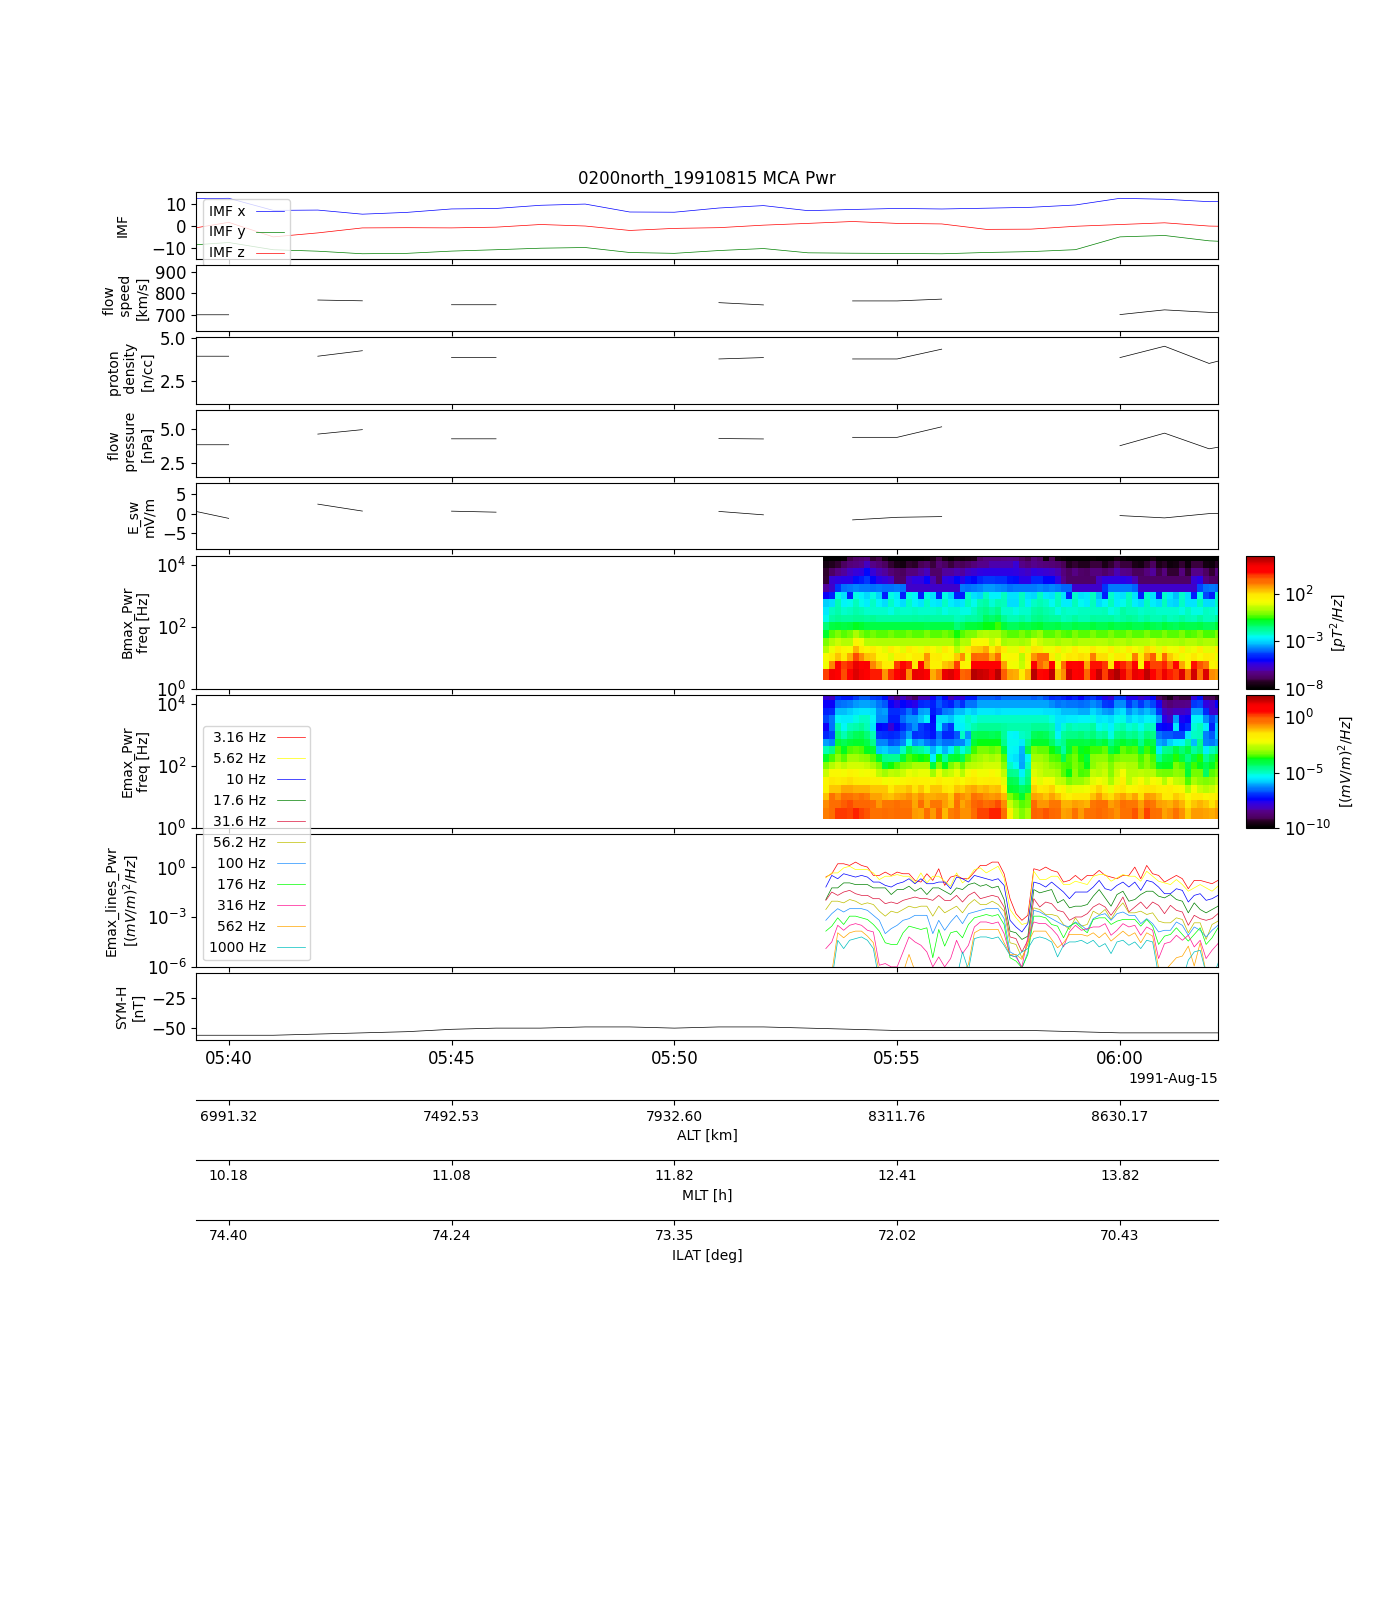 0200north_19910815 MCA Pwr
IMF
10
0
−10
IMF x
IMF y
IMF z
flow
speed
[km/s]
900
800
700
proton
density
[n/cc]
5.0
2.5
flow
pressure
[nPa]
5.0
2.5
E_sw
mV/m
5
0
−5
Bmax_Pwr
freq [Hz]
10^4
10^2
10^0
10^2
10^−3
10^−8
[pT^2/Hz]
Emax_Pwr
freq [Hz]
10^4
10^2
10^0
10^0
10^−5
10^−10
[(mV/m)^2/Hz]
3.16 Hz
5.62 Hz
10 Hz
17.6 Hz
31.6 Hz
56.2 Hz
100 Hz
176 Hz
316 Hz
562 Hz
1000 Hz
Emax_lines_Pwr
[(mV/m)^2/Hz]
10^0
10^−3
10^−6
SYM-H
[nT]
−25
−50
05:40 05:45 05:50 05:55 06:00
1991-Aug-15
6991.32 7492.53 7932.60 8311.76 8630.17
ALT [km]
10.18 11.08 11.82 12.41 13.82
MLT [h]
74.40 74.24 73.35 72.02 70.43
ILAT [deg]